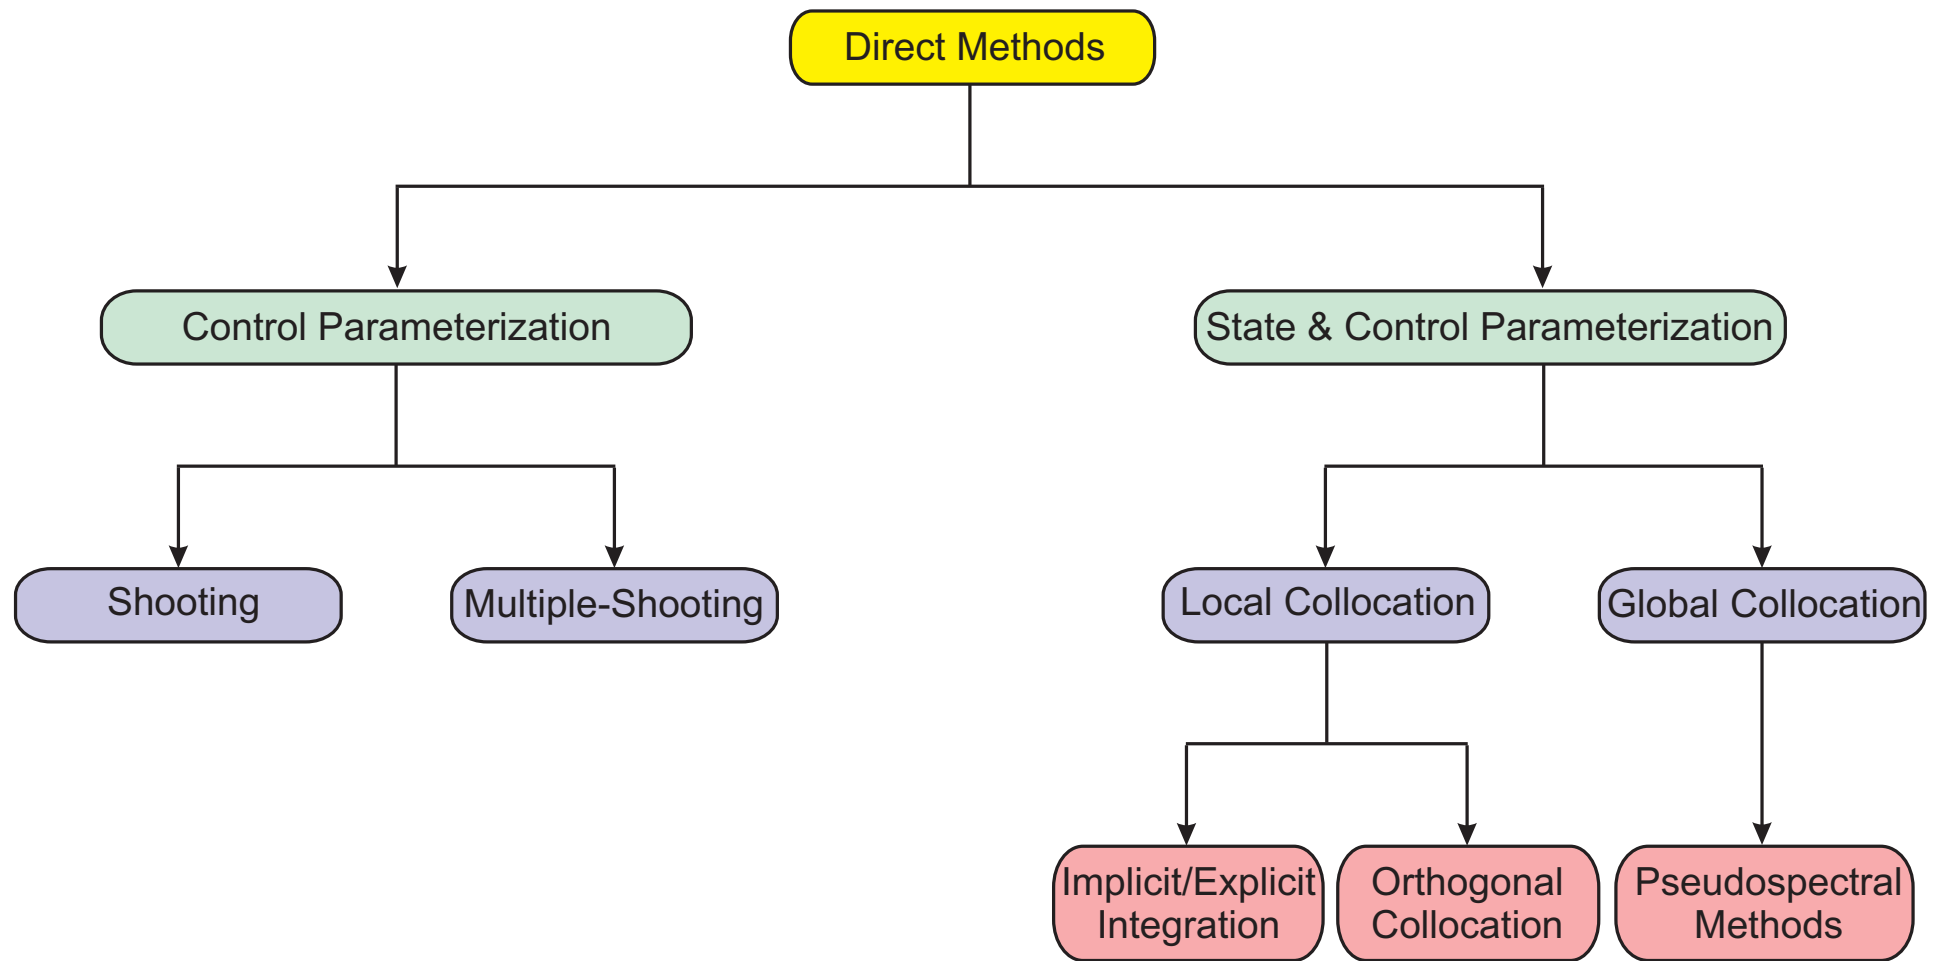 Direct Methods
Control Parameterization
State & Control Parameterization
Shooting
Multiple-Shooting
Local Collocation
Global Collocation
Implicit/Explicit
Integration
Orthogonal
Collocation
Pseudospectral
Methods